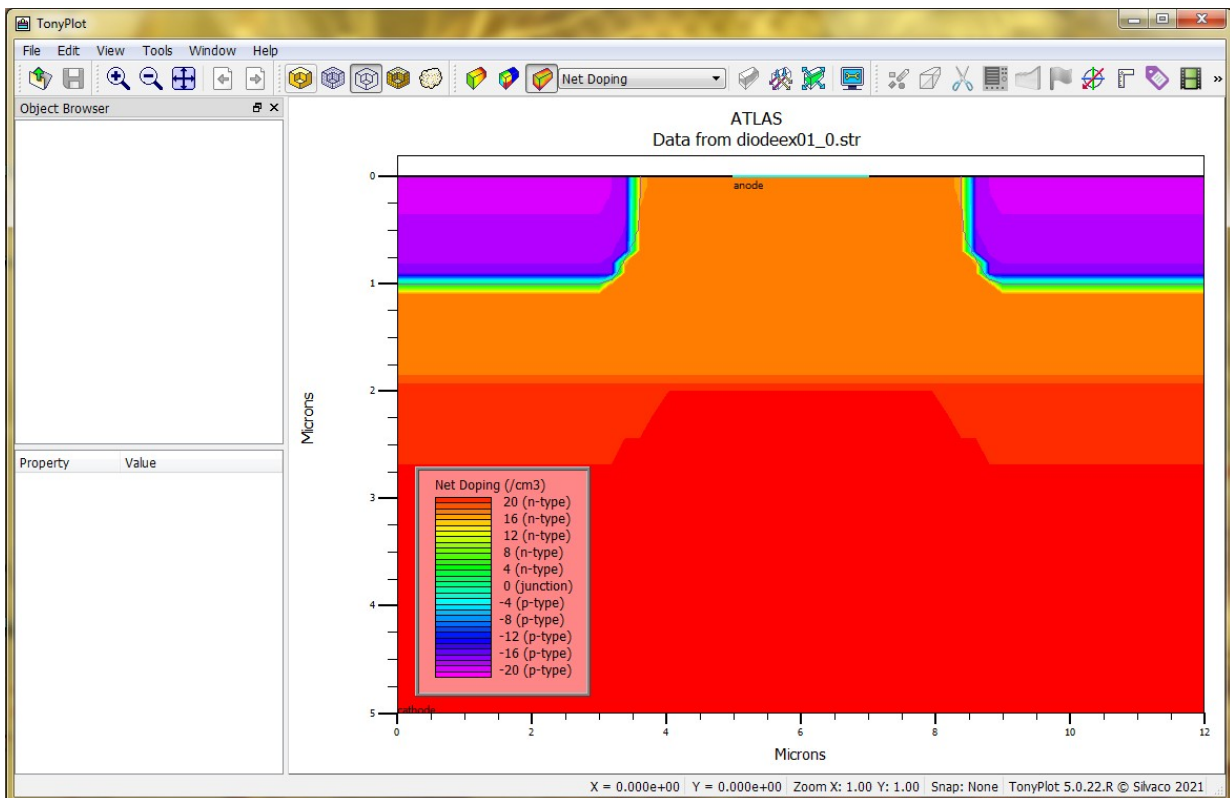 TonyPlot
File Edit View Tools Window Help
Net Doping
»
Object Browser
Property Value
ATLAS
Data from diodeex01_0.str
anode
0
1
2
3
4
5
Microns
Net Doping (/cm3)
20 (n-type)
16 (n-type)
12 (n-type)
8 (n-type)
4 (n-type)
0 (junction)
-4 (p-type)
-8 (p-type)
-12 (p-type)
-16 (p-type)
-20 (p-type)
cathode
0 2 4 6 8 10 12
Microns
X = 0.000e+00 Y = 0.000e+00 Zoom X: 1.00 Y: 1.00 Snap: None TonyPlot 5.0.22.R © Silvaco 2021